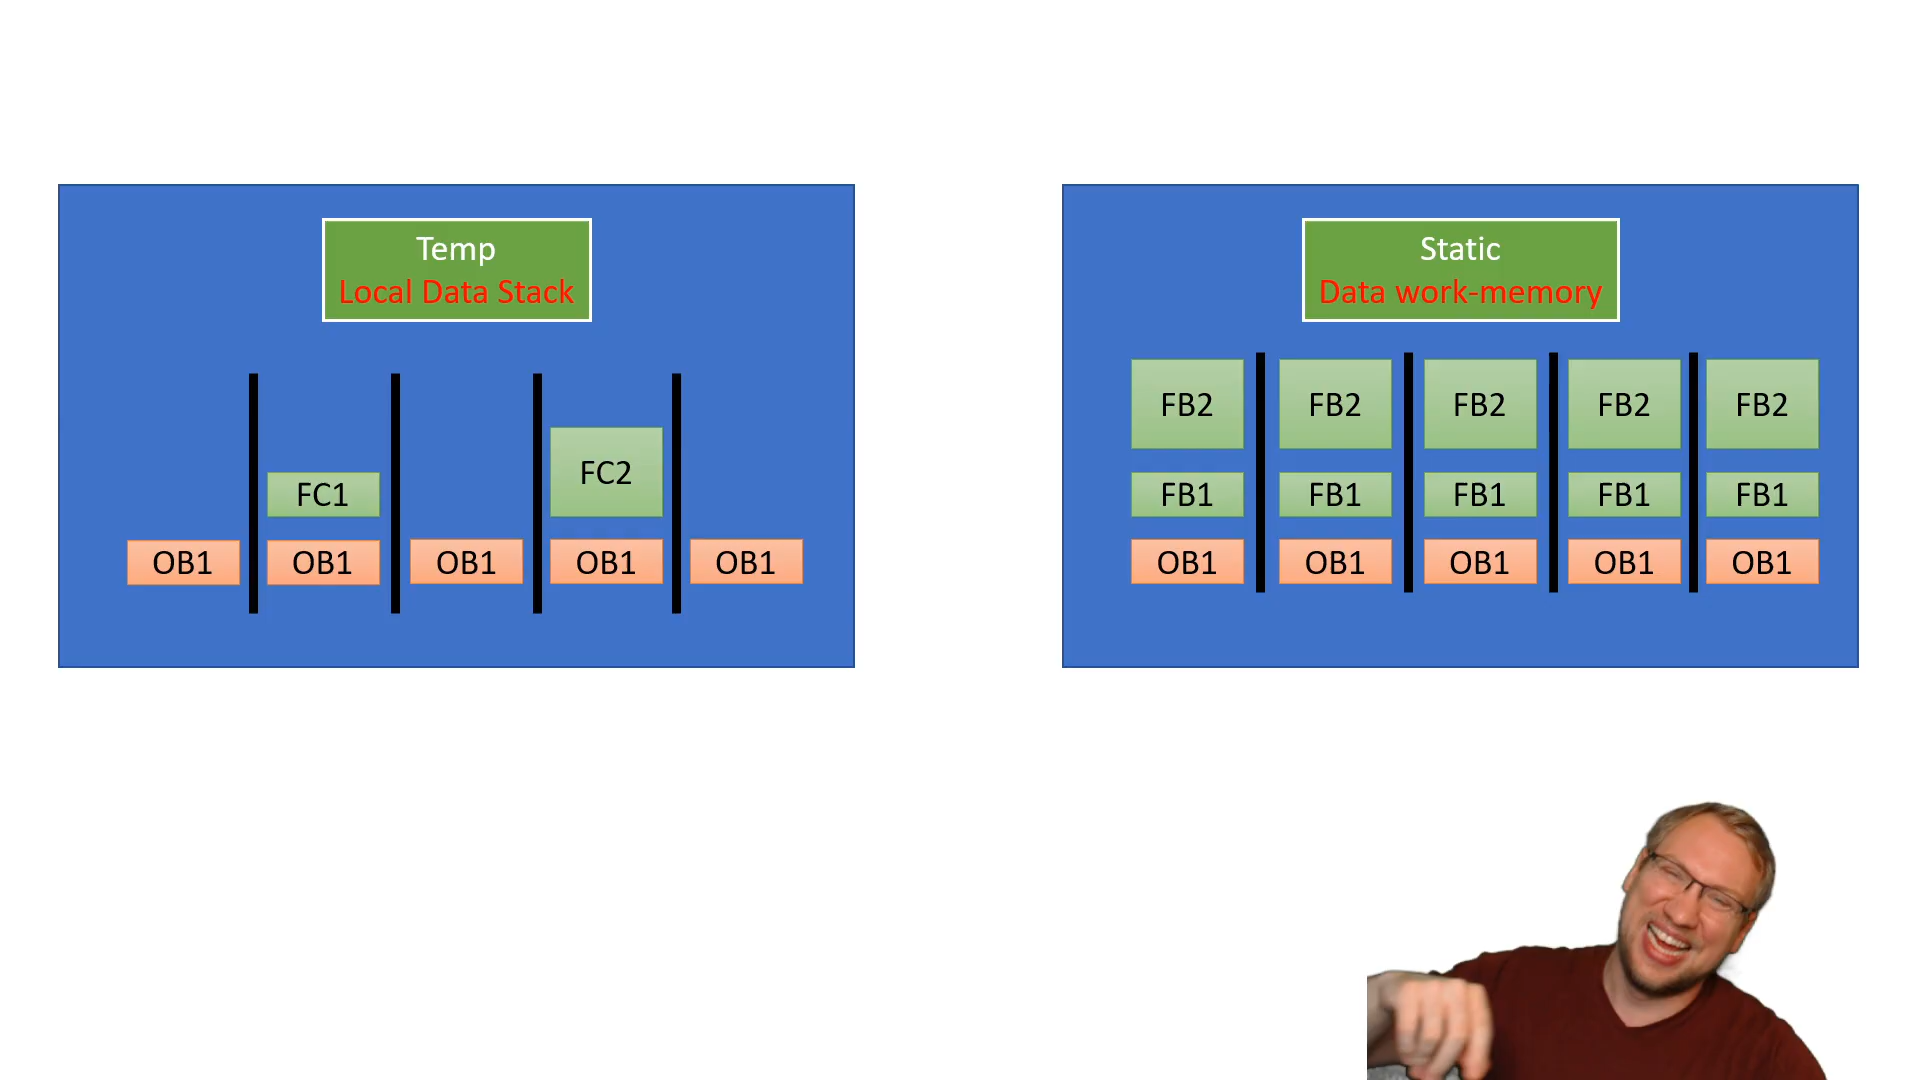 Temp
Local Data Stack
FC2
FC1
OB1 OB1 OB1 OB1 OB1
Static
Data work-memory
FB2 FB2 FB2 FB2 FB2
FB1 FB1 FB1 FB1 FB1
OB1 OB1 OB1 OB1 OB1